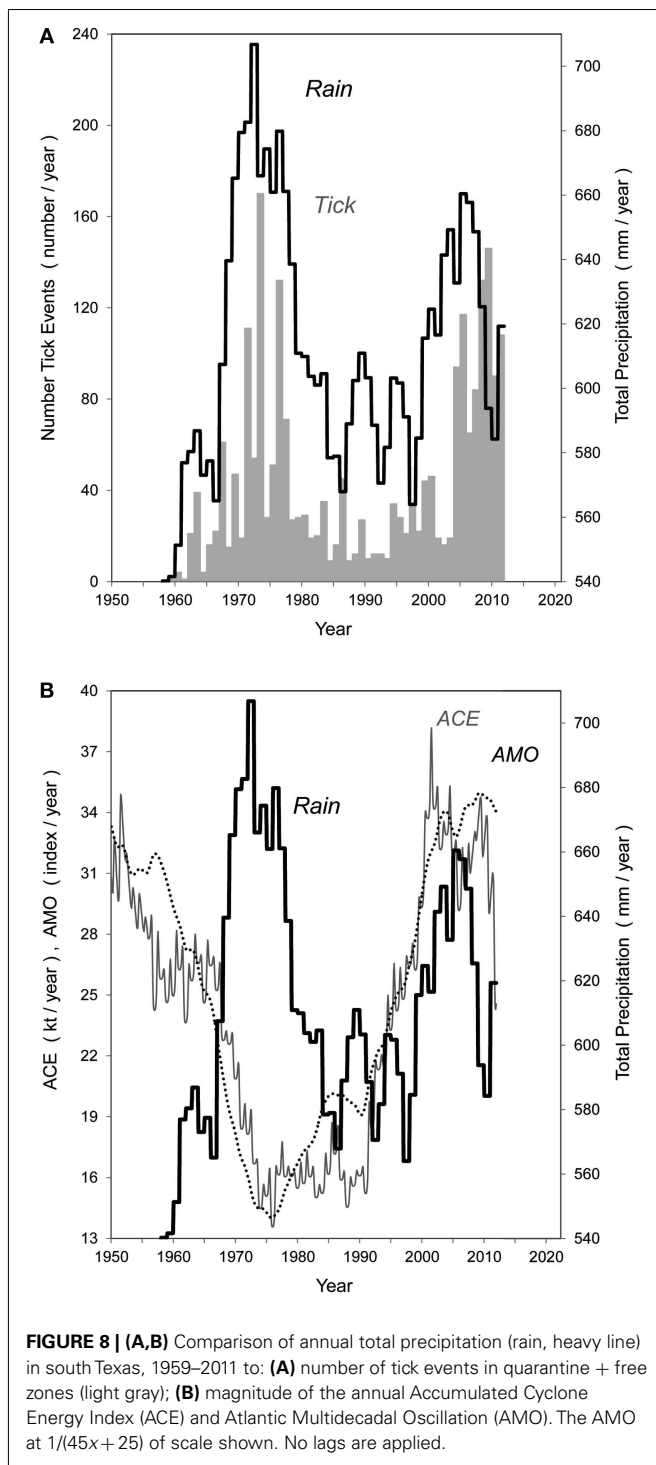 A
Number Tick Events ( number / year )
240
200
160
120
80
40
0
Rain
Tick
700
680
660
640
620
600
580
560
540
Total Precipitation ( mm / year )
1950 1960 1970 1980 1990 2000 2010 2020
Year
B
ACE ( kt / year ) , AMO ( index / year )
40
37
34
31
28
25
22
19
16
13
ACE
AMO
Rain
700
680
660
640
620
600
580
560
540
Total Precipitation ( mm / year )
1950 1960 1970 1980 1990 2000 2010 2020
Year
FIGURE 8 | (A,B) Comparison of annual total precipitation (rain, heavy line)
in south Texas, 1959–2011 to: (A) number of tick events in quarantine + free
zones (light gray); (B) magnitude of the annual Accumulated Cyclone
Energy Index (ACE) and Atlantic Multidecadal Oscillation (AMO). The AMO
at 1/(45x + 25) of scale shown. No lags are applied.